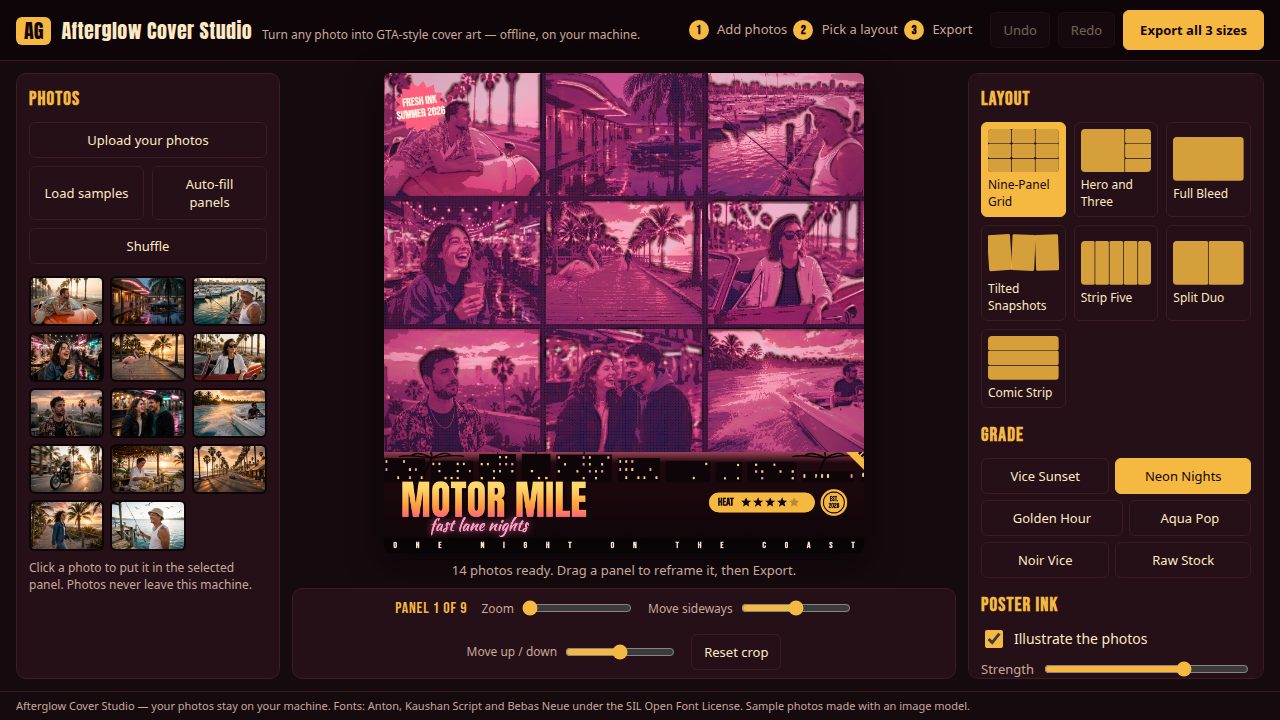 AG Afterglow Cover Studio Turn any photo into GTA-style cover art — offline, on your machine. 1 Add photos 2 Pick a layout 3 Export Undo Redo Export all 3 sizes
PHOTOS
Upload your photos
Load samples
Auto-fill
panels
Shuffle
Click a photo to put it in the selected
panel. Photos never leave this machine.
FRESH INK
SUMMER 2026
MOTOR MILE
fast lane nights
HEAT ★★★★★
EST.
2026
ONE NIGHT ON THE COAST
14 photos ready. Drag a panel to reframe it, then Export.
PANEL 1 OF 9 Zoom Move sideways
Move up / down Reset crop
LAYOUT
Nine-Panel
Grid
Hero and
Three
Full Bleed
Tilted
Snapshots
Strip Five
Split Duo
Comic Strip
GRADE
Vice Sunset Neon Nights
Golden Hour Aqua Pop
Noir Vice Raw Stock
POSTER INK
Illustrate the photos
Strength
Afterglow Cover Studio — your photos stay on your machine. Fonts: Anton, Kaushan Script and Bebas Neue under the SIL Open Font License. Sample photos made with an image model.